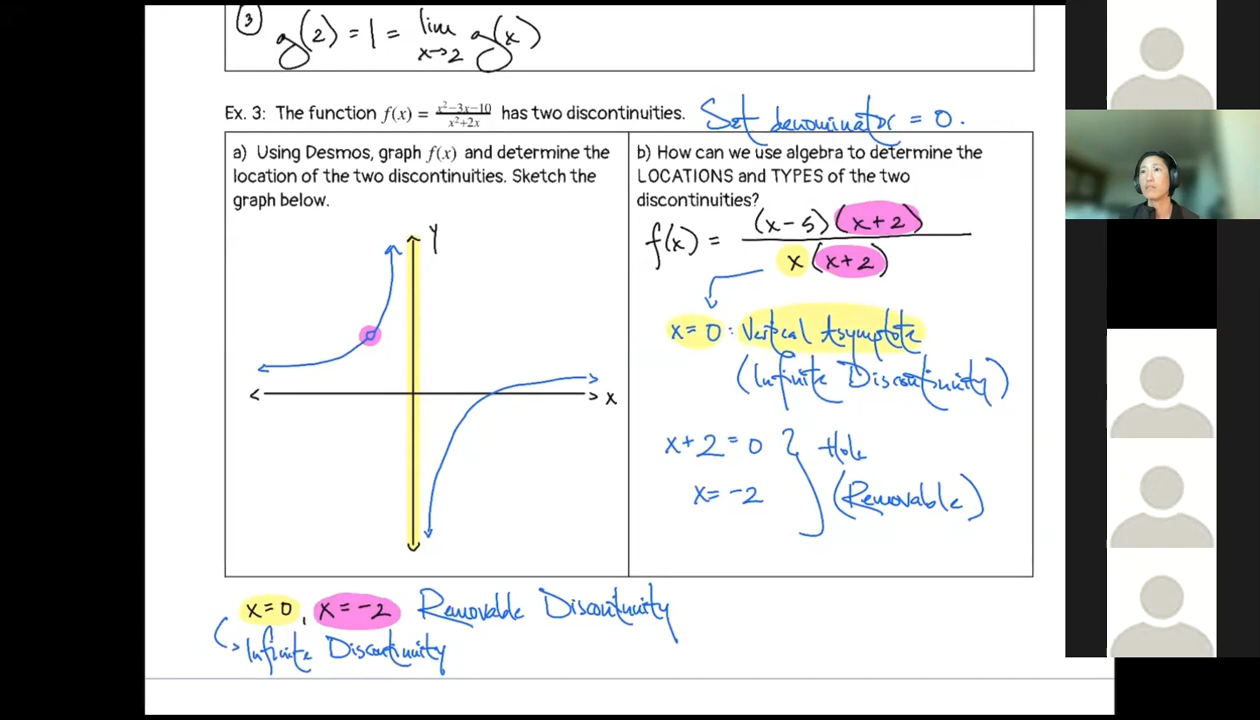 ③ g(2) = 1 = lim x→2 g(x)
Ex. 3: The function f(x) = (x²−3x−10)/(x²+2x) has two discontinuities. Set denominator = 0.
a) Using Desmos, graph f(x) and determine the
location of the two discontinuities. Sketch the
graph below.
Y
x
b) How can we use algebra to determine the
LOCATIONS and TYPES of the two
discontinuities?
f(x) = (x−5)(x+2)
x(x+2)
x=0: Vertical Asymptote
(Infinite Discontinuity)
x+2=0 } Hole
x=−2 (Removable)
x=0, x=−2 Removable Discontinuity
↳ Infinite Discontinuity